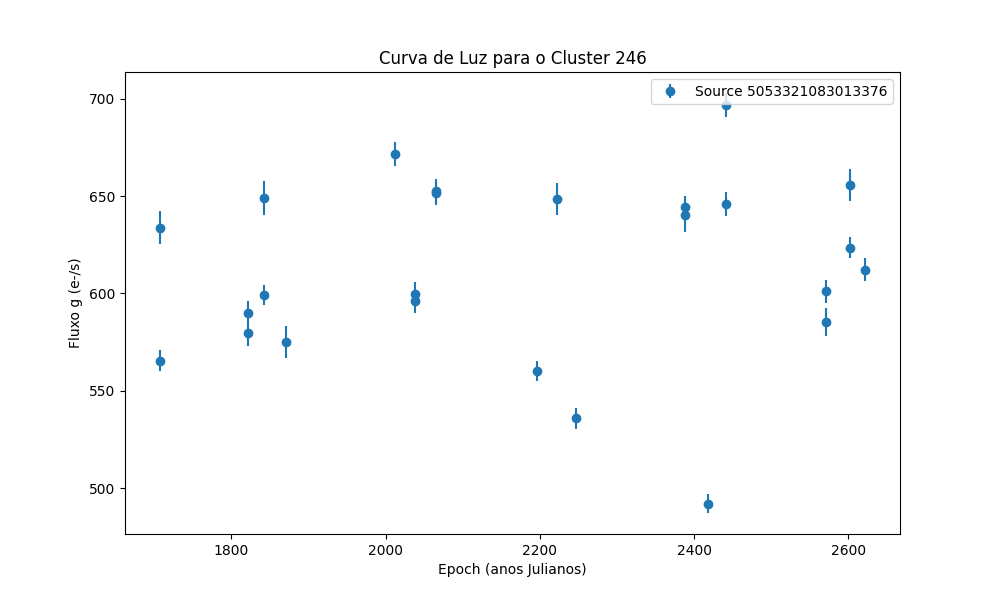 Curva de Luz para o Cluster 246
Source 5053321083013376
700
650
600
550
500
Fluxo g (e-/s)
1800 2000 2200 2400 2600
Epoch (anos Julianos)